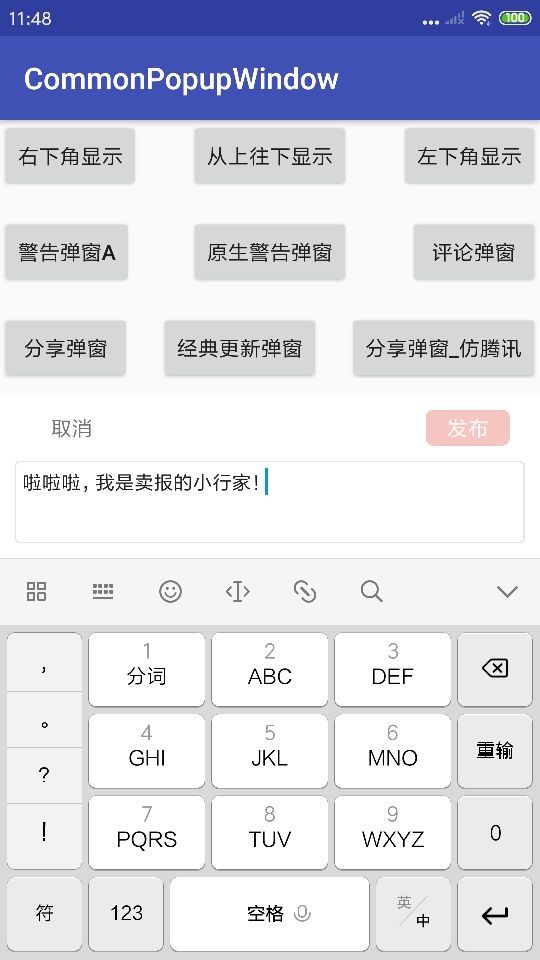 11:48
100
CommonPopupWindow
右下角显示 从上往下显示 左下角显示
警告弹窗A 原生警告弹窗 评论弹窗
分享弹窗 经典更新弹窗 分享弹窗_仿腾讯
取消 发布
啦啦啦,我是卖报的小行家!
, 1 2 3
分词 ABC DEF
。 4 5 6 重输
? GHI JKL MNO
! 7 8 9 0
PQRS TUV WXYZ
符 123 空格 英/中